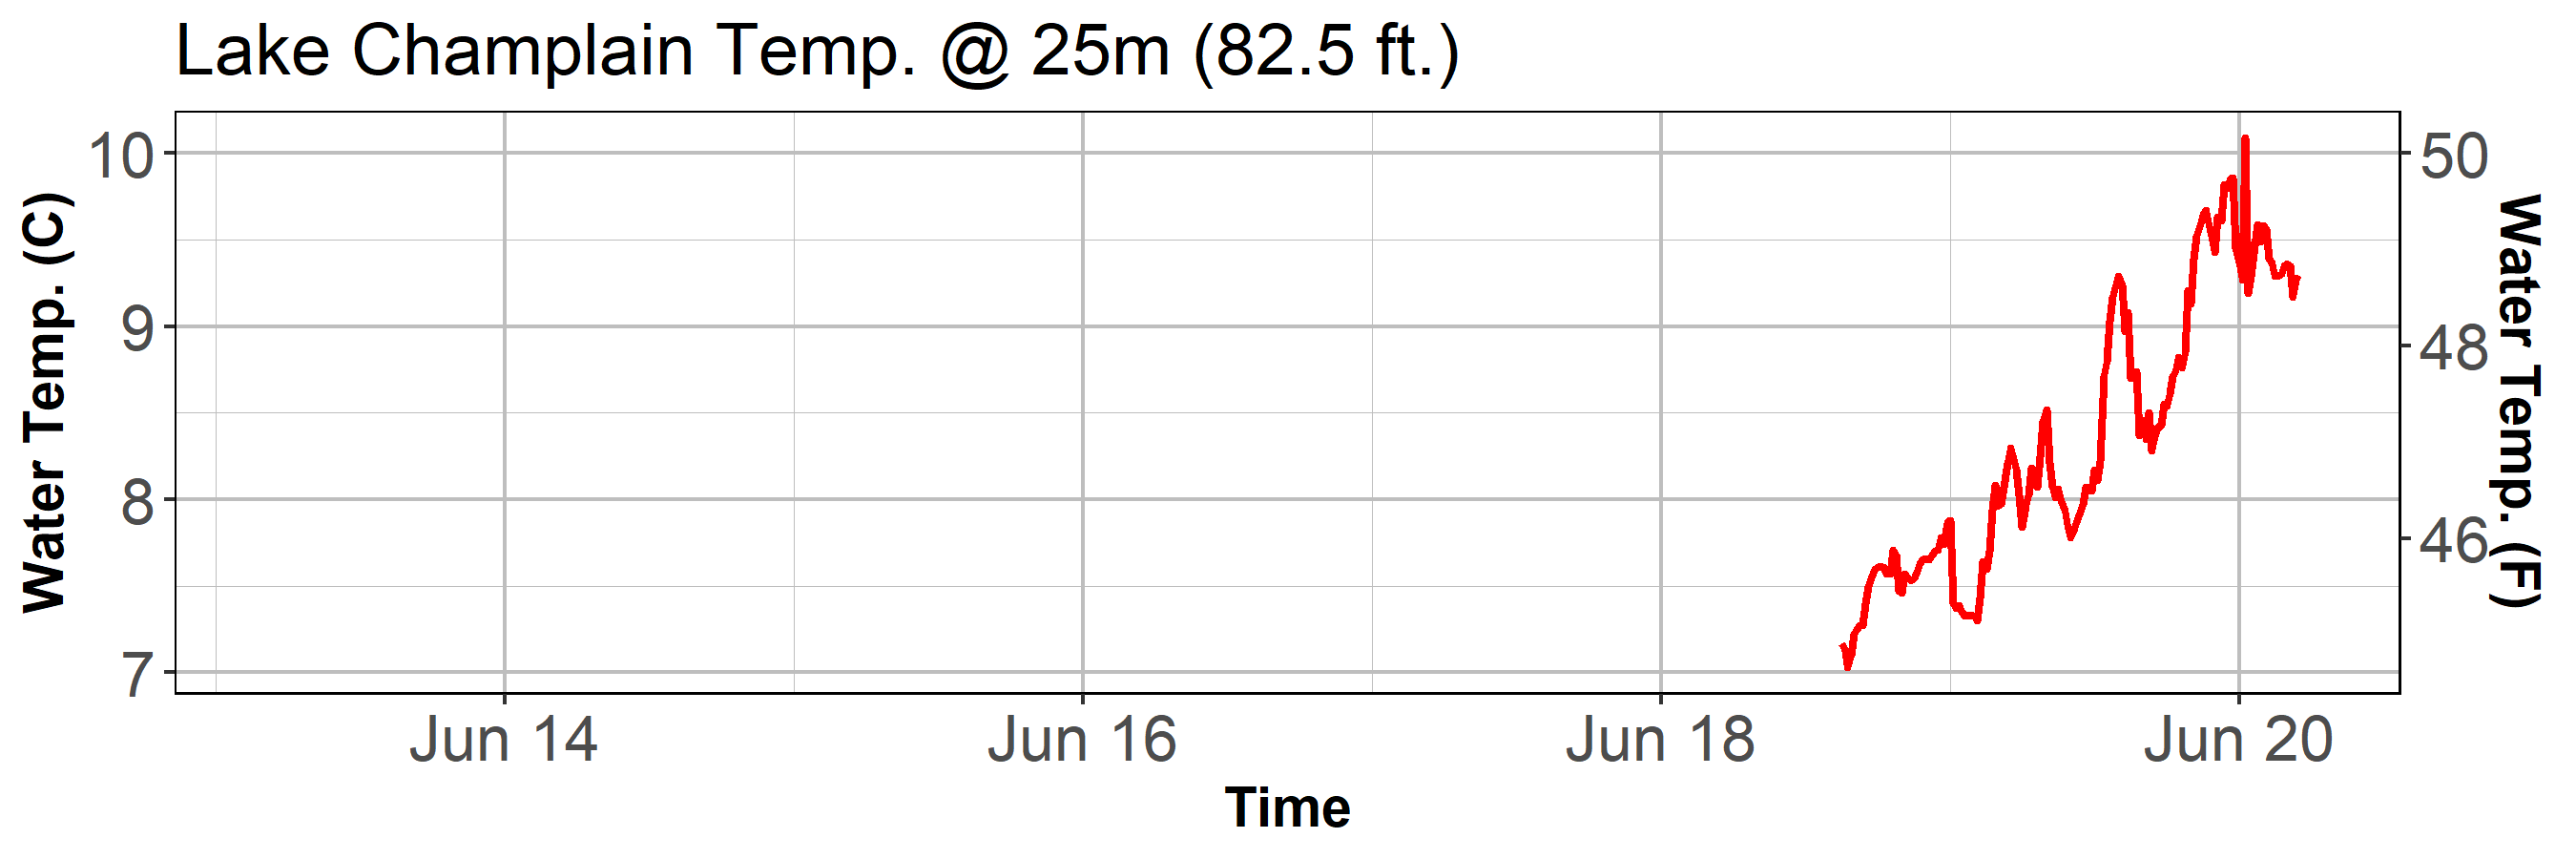 Lake Champlain Temp. @ 25m (82.5 ft.)
Water Temp. (C)
10
9
8
7
50
48
46
Water Temp. (F)
Jun 14
Jun 16
Jun 18
Jun 20
Time